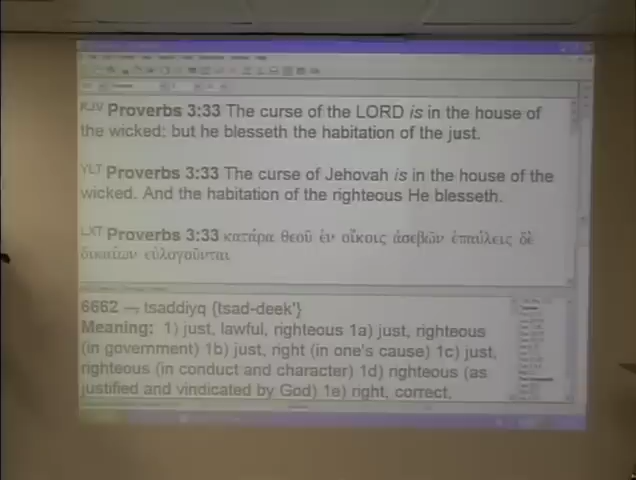 KJV Proverbs 3:33 The curse of the LORD is in the house of
the wicked: but he blesseth the habitation of the just.
YLT Proverbs 3:33 The curse of Jehovah is in the house of the
wicked. And the habitation of the righteous He blesseth.
LXT Proverbs 3:33 κατάρα θεοῦ ἐν οἴκοις ἀσεβῶν ἐπαύλεις δὲ
δικαίων εὐλογοῦνται
6662 — tsaddiyq {tsad-deek'}
Meaning: 1) just, lawful, righteous 1a) just, righteous
(in government) 1b) just, right (in one's cause) 1c) just,
righteous (in conduct and character) 1d) righteous (as
justified and vindicated by God) 1e) right, correct,